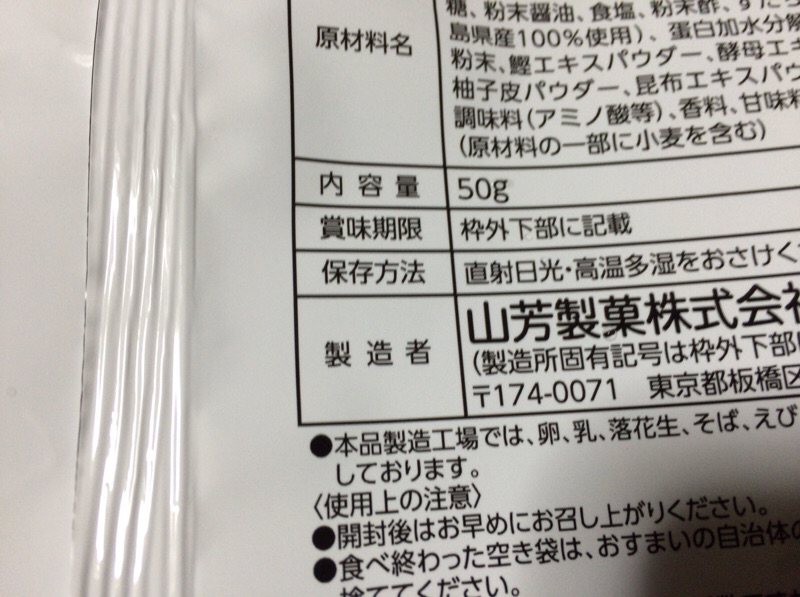 原材料名
糖、粉末醤油、食塩、粉末酢、すだち
島県産100%使用)、蛋白加水分解
粉末、鰹エキスパウダー、酵母エキ
柚子皮パウダー、昆布エキスパウ
調味料(アミノ酸等)、香料、甘味料
(原材料の一部に小麦を含む)
内容量 50g
賞味期限 枠外下部に記載
保存方法 直射日光・高温多湿をおさけく
製造者 山芳製菓株式会社
(製造所固有記号は枠外下部
〒174-0071 東京都板橋区
●本品製造工場では、卵、乳、落花生、そば、えび
しております。
〈使用上の注意〉
●開封後はお早めにお召し上がりください。
●食べ終わった空き袋は、おすまいの自治体の
捨ててください。